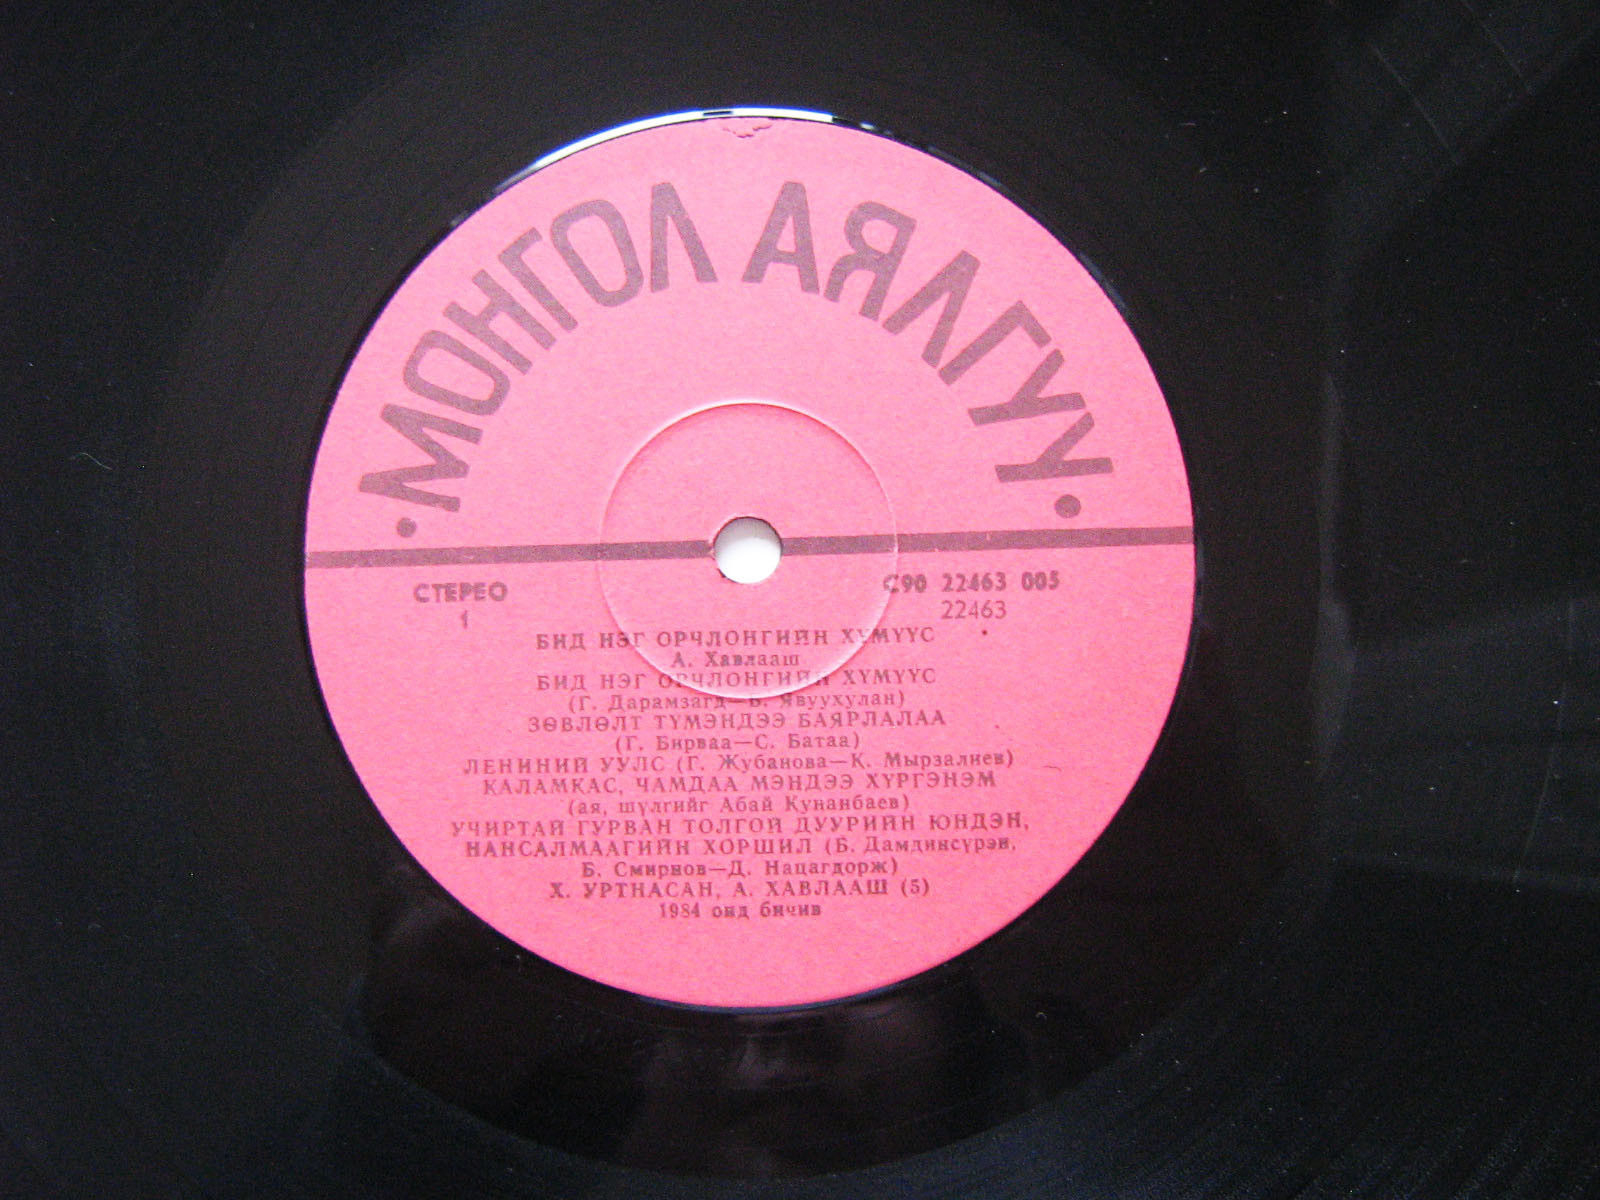 • МОНГОЛ АЯЛГУУ •
СТЕРЕО
1
С90 22463 005
22463
БИД НЭГ ОРЧЛОНГИЙН ХҮМҮҮС
А. Хавлааш
БИД НЭГ ОРЧЛОНГИЙН ХҮМҮҮС
(Г. Дарамзагд—Б. Явуухулан)
ЗӨВЛӨЛТ ТҮМЭНДЭЭ БАЯРЛАЛАА
(Г. Бирваа—С. Батаа)
ЛЕНИНИЙ УУЛС (Г. Жубанова—К. Мырзалиев)
КАЛАМКАС, ЧАМДАА МЭНДЭЭ ХҮРГЭНЭМ
(ая, шүлгийг Абай Кунанбаев)
УЧИРТАЙ ГУРВАН ТОЛГОЙ ДУУРИЙН ЮНДЭН,
НАНСАЛМААГИЙН ХОРШИЛ (Б. Дамдинсүрэн,
Б. Смирнов—Д. Нацагдорж)
Х. УРТНАСАН, А. ХАВЛААШ (5)
1984 онд бичив